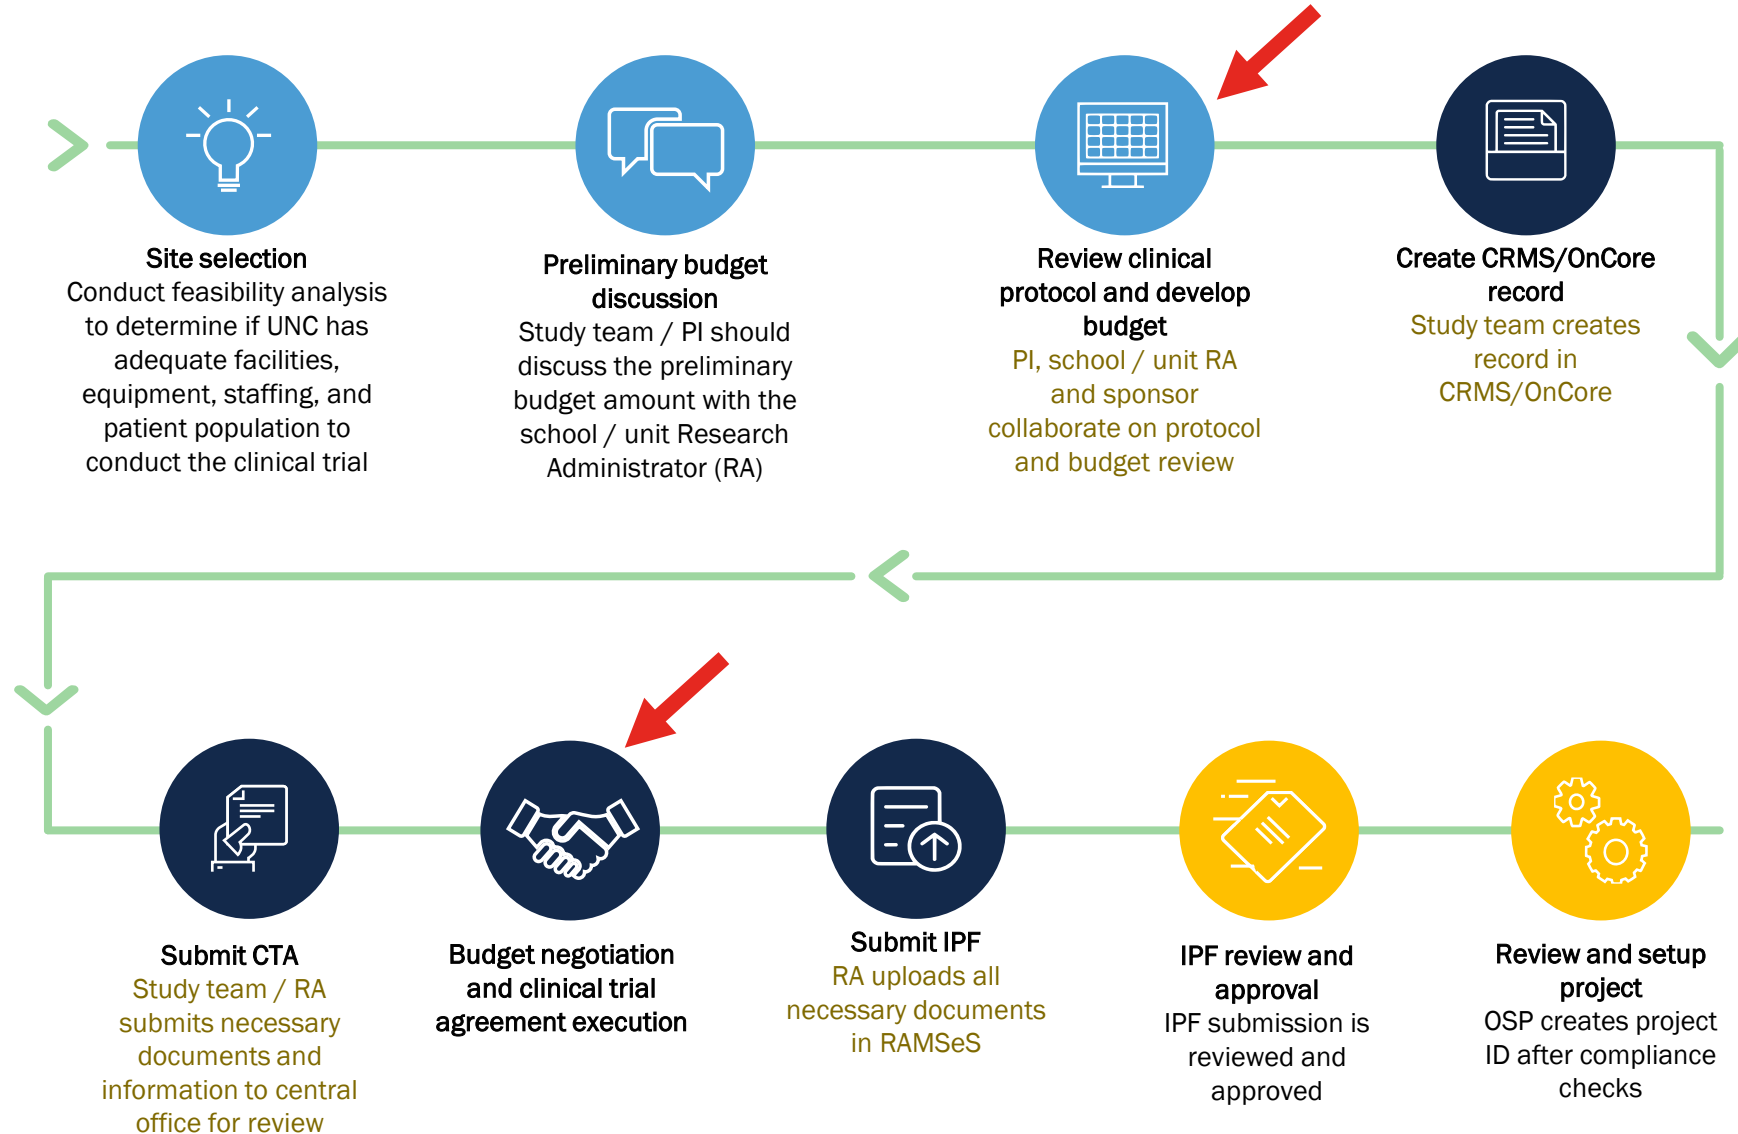 Site selection
Conduct feasibility analysis
to determine if UNC has
adequate facilities,
equipment, staffing, and
patient population to
conduct the clinical trial
Preliminary budget
discussion
Study team / PI should
discuss the preliminary
budget amount with the
school / unit Research
Administrator (RA)
Review clinical
protocol and develop
budget
PI, school / unit RA
and sponsor
collaborate on protocol
and budget review
Create CRMS/OnCore
record
Study team creates
record in
CRMS/OnCore
Submit CTA
Study team / RA
submits necessary
documents and
information to central
office for review
Budget negotiation
and clinical trial
agreement execution
Submit IPF
RA uploads all
necessary documents
in RAMSeS
IPF review and
approval
IPF submission is
reviewed and
approved
Review and setup
project
OSP creates project
ID after compliance
checks